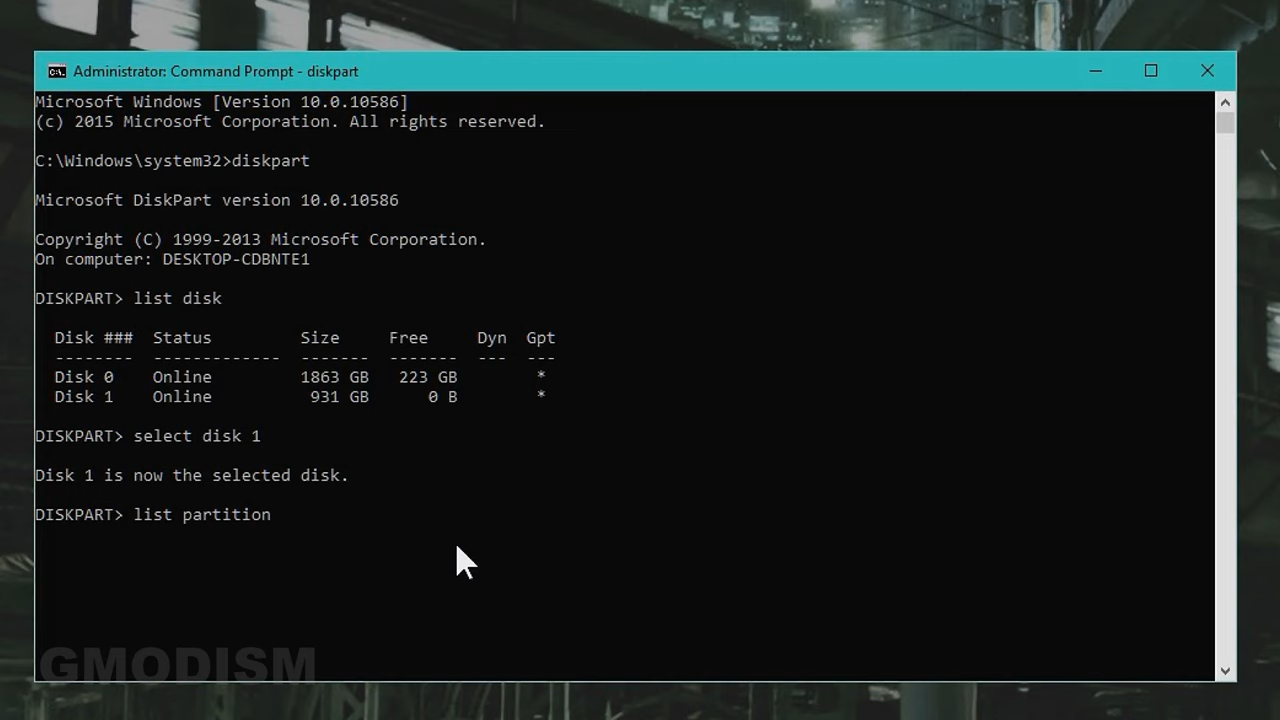 Administrator: Command Prompt - diskpart
Microsoft Windows [Version 10.0.10586]
(c) 2015 Microsoft Corporation. All rights reserved.
C:\Windows\system32>diskpart
Microsoft DiskPart version 10.0.10586
Copyright (C) 1999-2013 Microsoft Corporation.
On computer: DESKTOP-CDBNTE1
DISKPART> list disk
Disk ### Status Size Free Dyn Gpt
-------- ------------- ------- ------- --- ---
Disk 0 Online 1863 GB 223 GB *
Disk 1 Online 931 GB 0 B *
DISKPART> select disk 1
Disk 1 is now the selected disk.
DISKPART> list partition
GMODISM